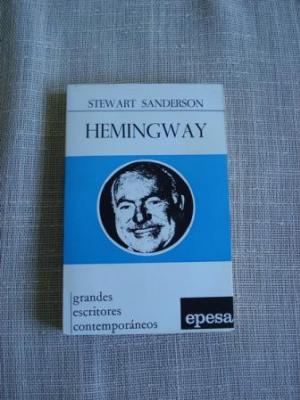 STEWART SANDERSON
HEMINGWAY
grandes
escritores
contemporáneos
epesa